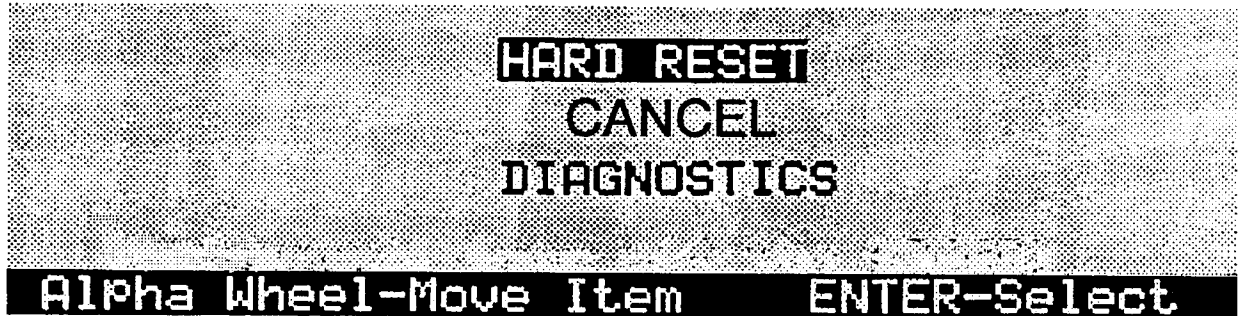 HARD RESET
CANCEL
DIAGNOSTICS
Alpha Wheel-Move Item ENTER-Select